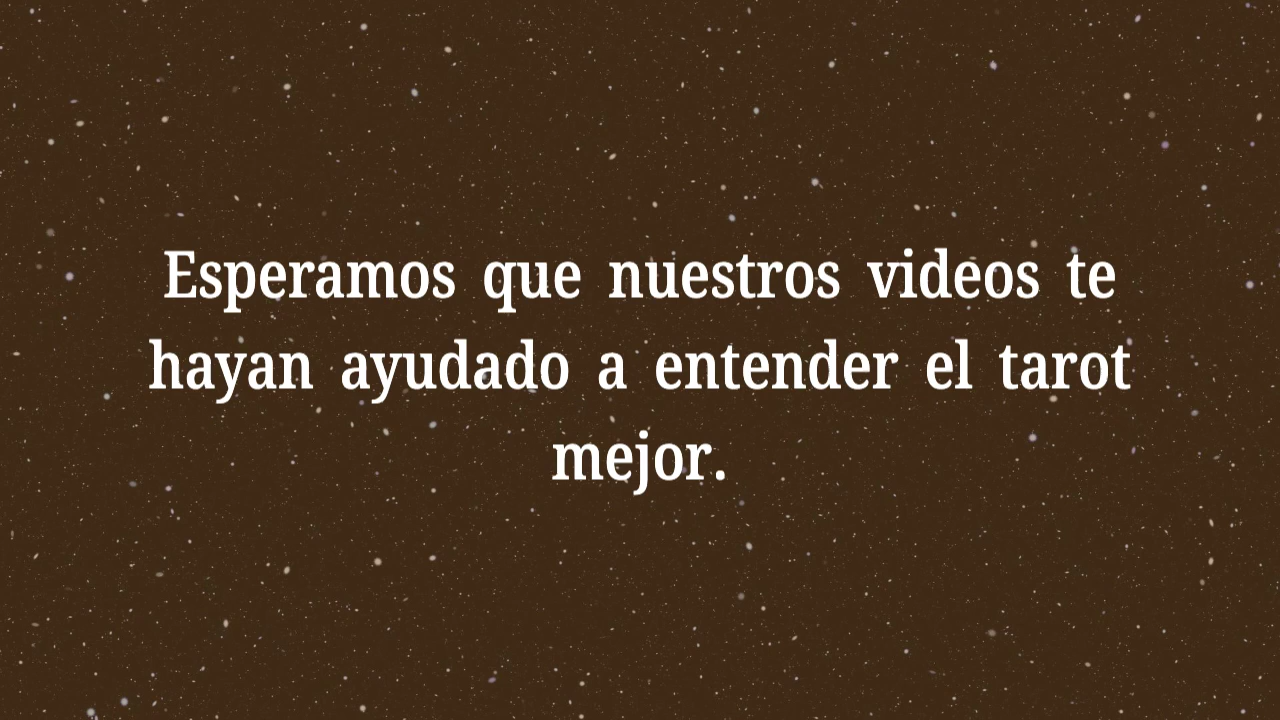 Esperamos que nuestros videos te
hayan ayudado a entender el tarot
mejor.